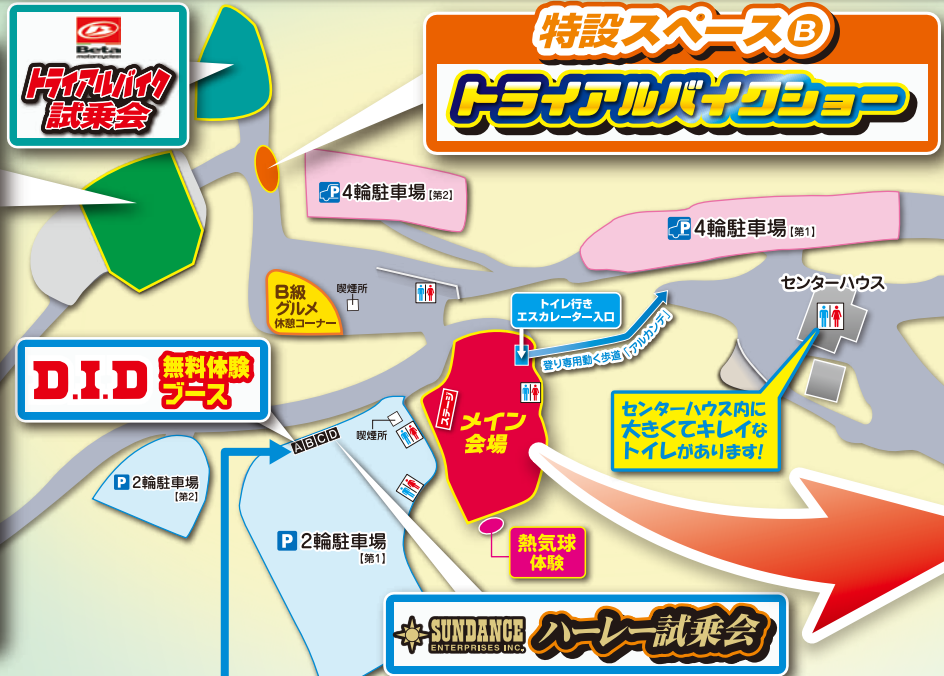 Beta
motorcycles
トライアルバイク
試乗会
特設スペースB
トライアルバイクショー
P 4輪駐車場【第2】
P 4輪駐車場【第1】
センターハウス
B級
グルメ
休憩コーナー
喫煙所
トイレ行き
エスカレーター入口
登り専用動く歩道「アルカンデ」
D.I.D
無料体験
ブース
ステージ
メイン
会場
センターハウス内に
大きくてキレイな
トイレがあります!
ABCD
喫煙所
P 2輪駐車場
【第2】
P 2輪駐車場
【第1】
熱気球
体験
SUNDANCE
ENTERPRISES INC.
ハーレー試乗会